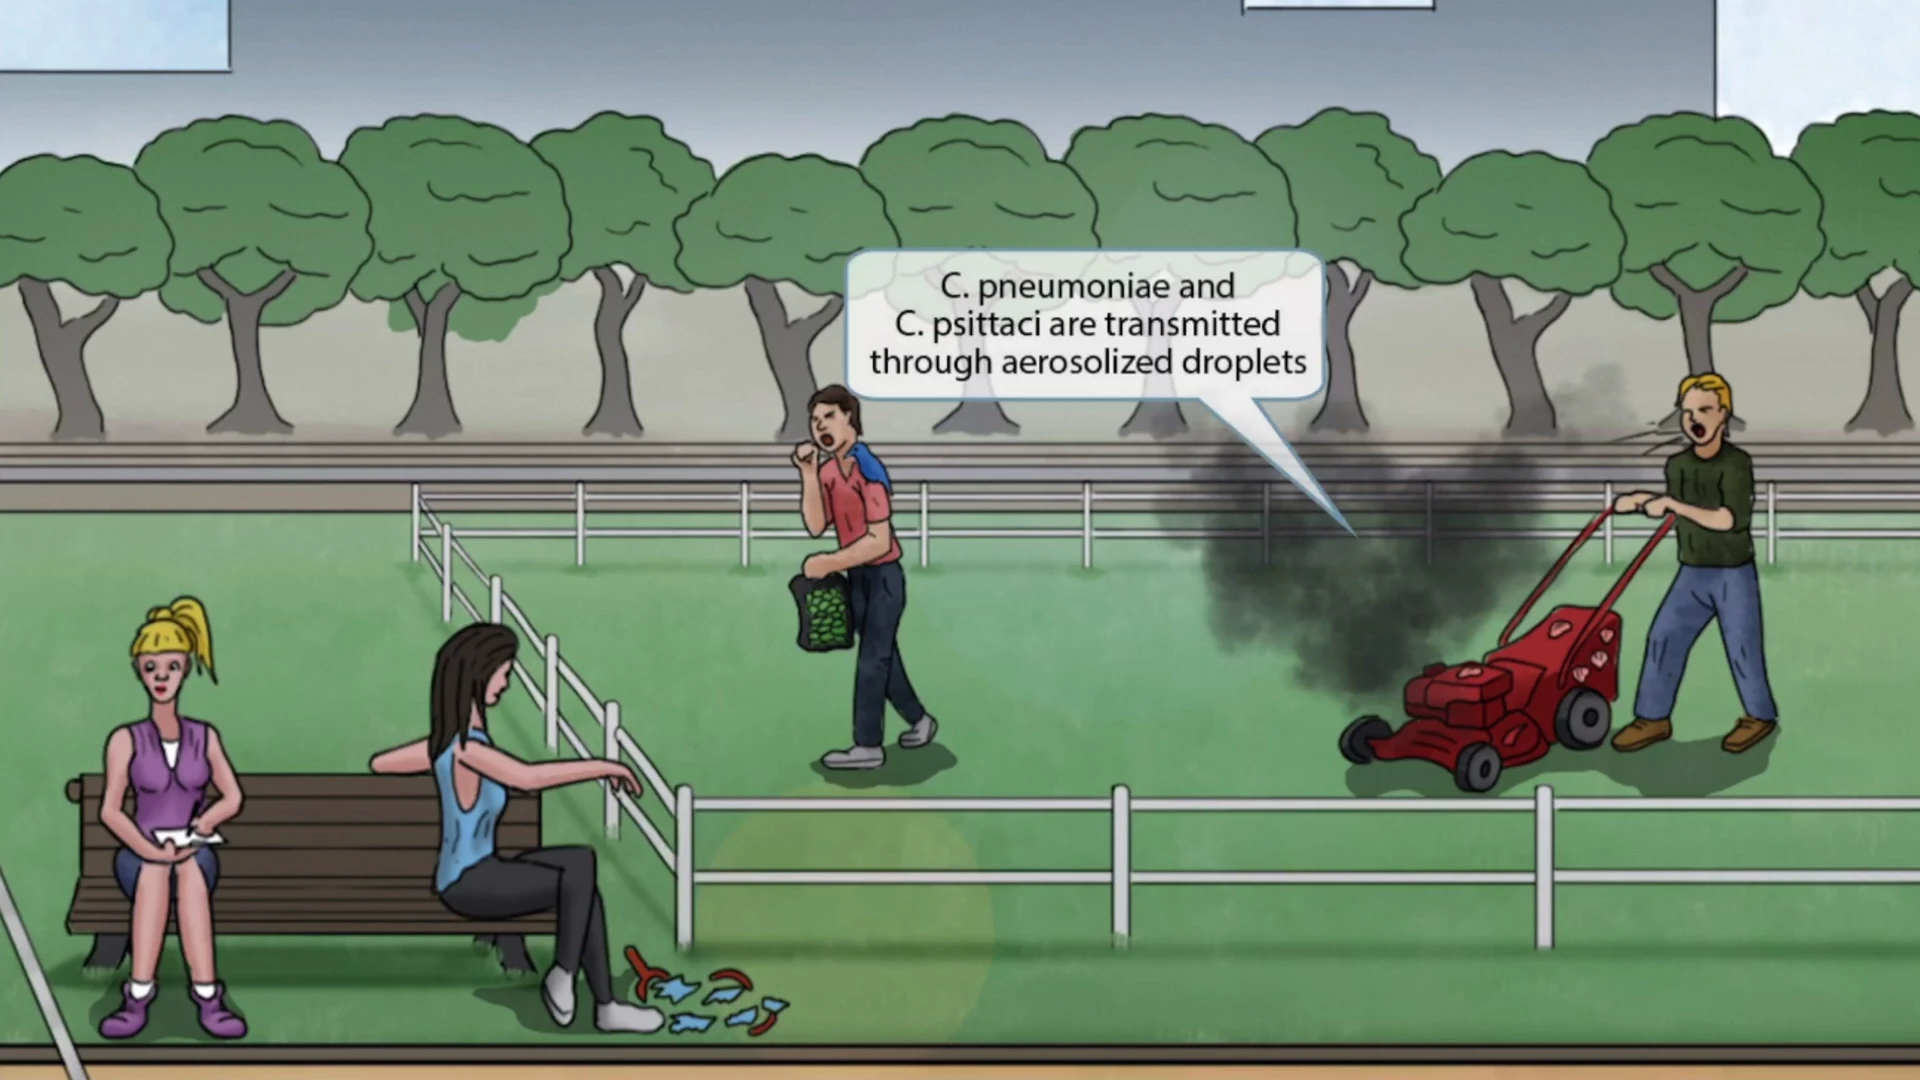 C. pneumoniae and
C. psittaci are transmitted
through aerosolized droplets